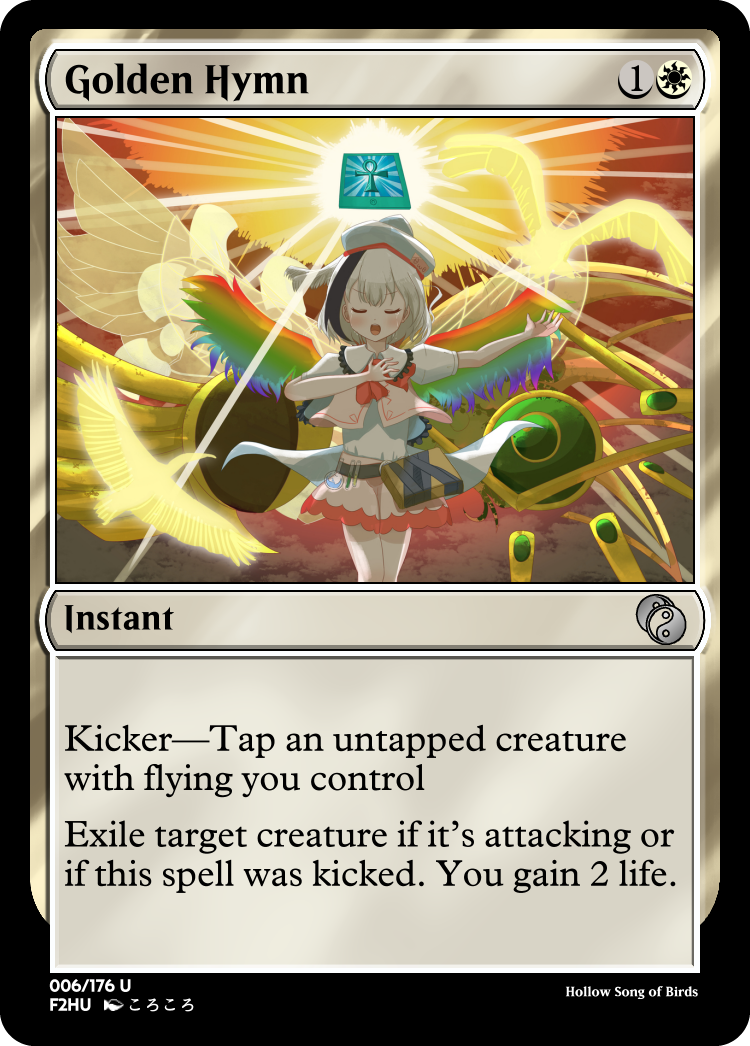 Golden Hymn 1
Instant
Kicker—Tap an untapped creature
with flying you control
Exile target creature if it's attacking or
if this spell was kicked. You gain 2 life.
006/176 U
F2HU ころころ
Hollow Song of Birds